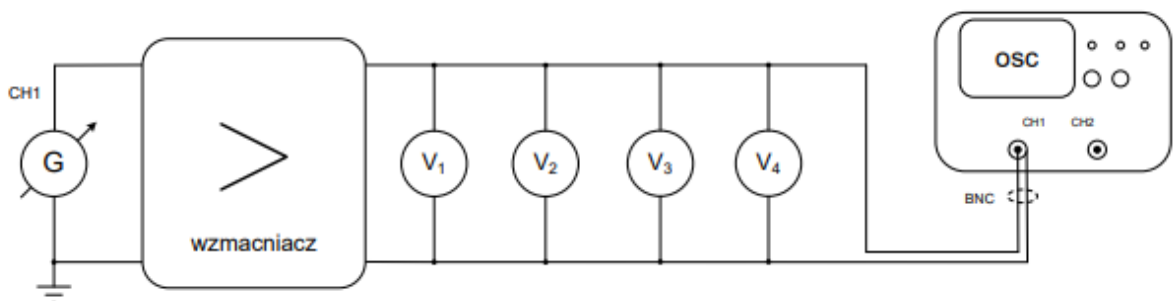 CH1
G
wzmacniacz
V₁
V₂
V₃
V₄
OSC
CH1
CH2
BNC